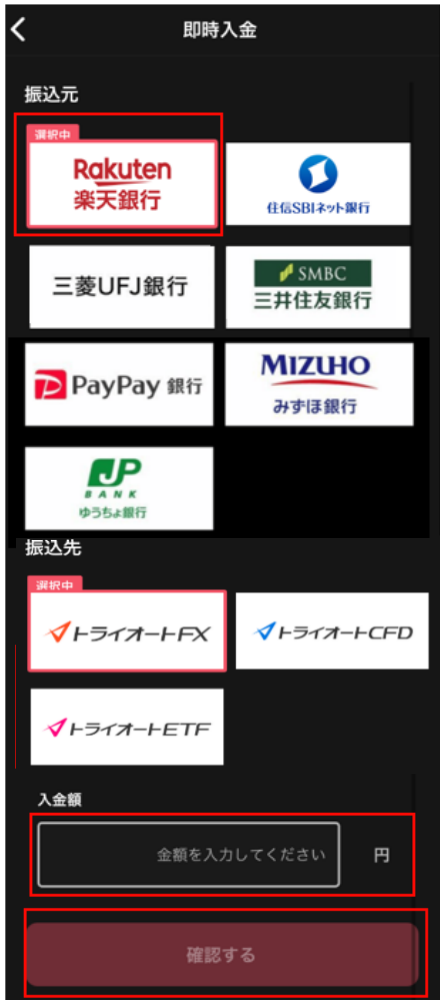 即時入金
振込元
選択中
Rakuten
楽天銀行
住信SBIネット銀行
三菱UFJ銀行
SMBC
三井住友銀行
PayPay 銀行
MIZUHO
みずほ銀行
JP
BANK
ゆうちょ銀行
振込先
選択中
トライオートFX
トライオートCFD
トライオートETF
入金額
金額を入力してください
円
確認する